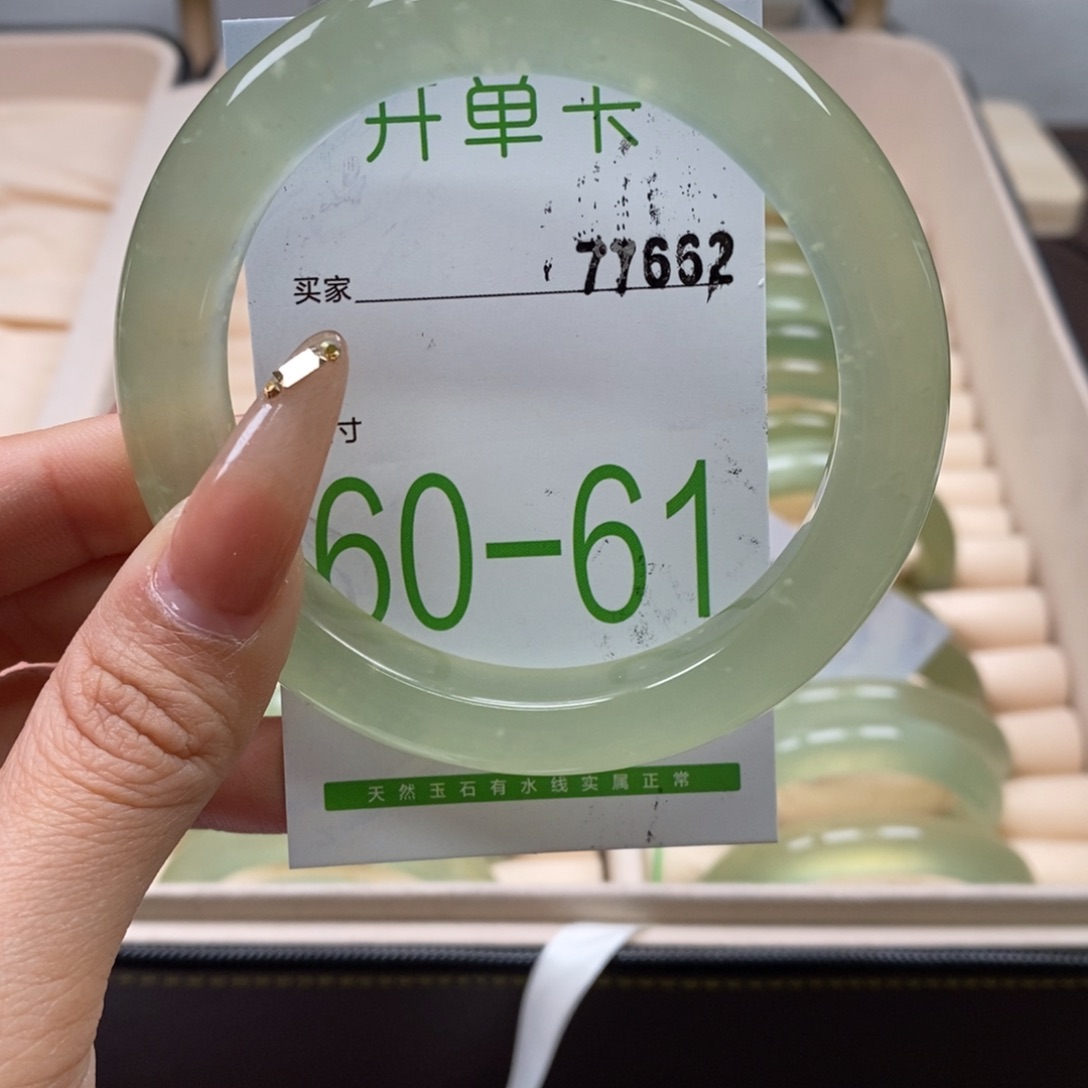 开单卡
77662
买家
寸
60-61
天然玉石有水线实属正常